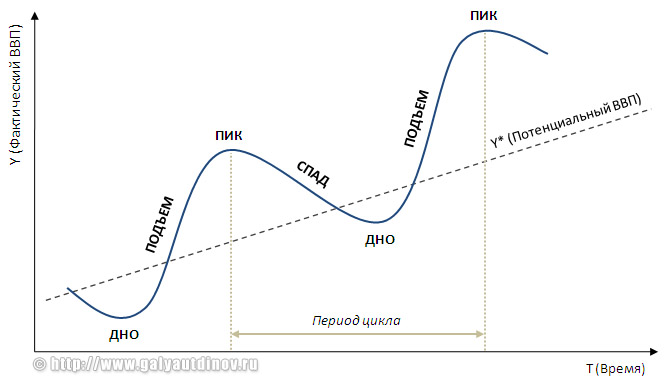 ПИК
Y (Фактический ВВП)
ПОДЪЕМ
Y* (Потенциальный ВВП)
ПИК
СПАД
ПОДЪЕМ
ДНО
Период цикла
ДНО
© http://www.galyautdinov.ru
T (Время)